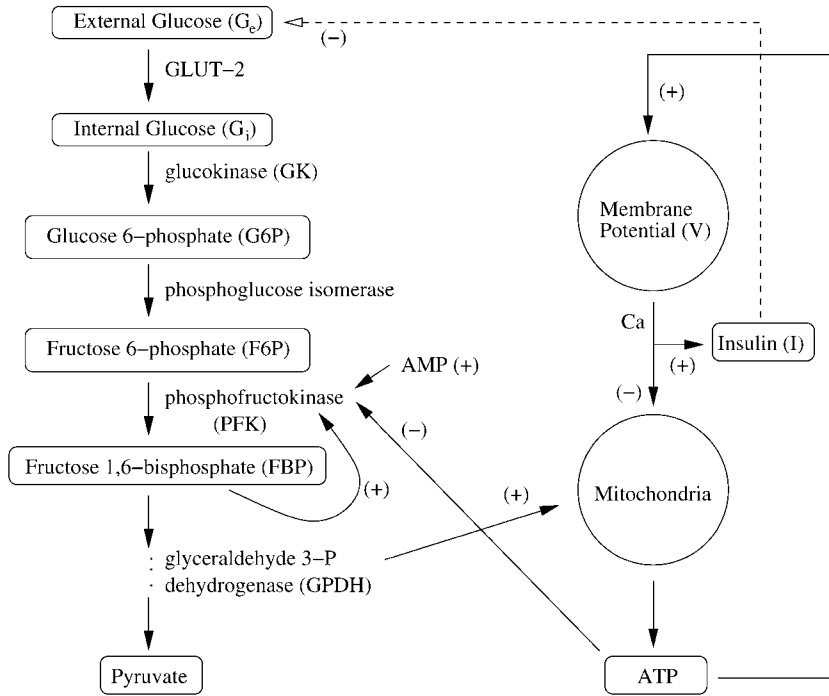 External Glucose (Ge)
(−)
GLUT−2
(+)
Internal Glucose (Gi)
glucokinase (GK)
Membrane
Potential (V)
Glucose 6−phosphate (G6P)
phosphoglucose isomerase
Ca
Insulin (I)
(+)
Fructose 6−phosphate (F6P)
AMP (+)
(−)
phosphofructokinase
(PFK)
(−)
Fructose 1,6−bisphosphate (FBP)
(+)
(+)
Mitochondria
glyceraldehyde 3−P
dehydrogenase (GPDH)
Pyruvate
ATP